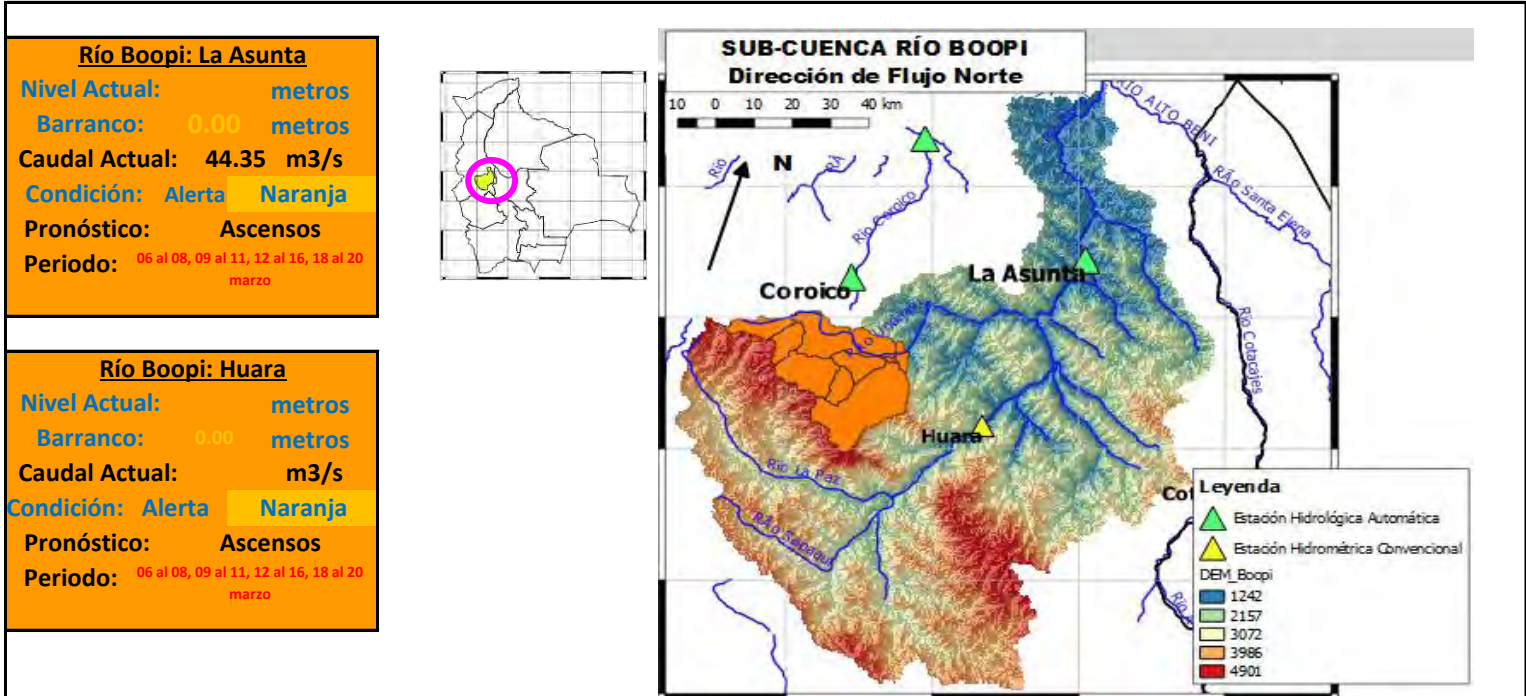 Río Boopi: La Asunta
Nivel Actual: metros
Barranco: 0.00 metros
Caudal Actual: 44.35 m3/s
Condición: Alerta Naranja
Pronóstico: Ascensos
Periodo: 06 al 08, 09 al 11, 12 al 16, 18 al 20
marzo
Río Boopi: Huara
Nivel Actual: metros
Barranco: 0.00 metros
Caudal Actual: m3/s
Condición: Alerta Naranja
Pronóstico: Ascensos
Periodo: 06 al 08, 09 al 11, 12 al 16, 18 al 20
marzo
SUB-CUENCA RÍO BOOPI
Dirección de Flujo Norte
10 0 10 20 30 40 km
N
Río
RÃ
Río Coroico
RÍO ALTO BENI
RÃo Santa Elena
Coroico
La Asunta
Río Cotacajes
Huara
Río La Paz
RÃo Sapaqui
Cot
Leyenda
Estación Hidrológica Automática
Estación Hidrométrica Convencional
DEM_Boopi
1242
2157
3072
3986
4901